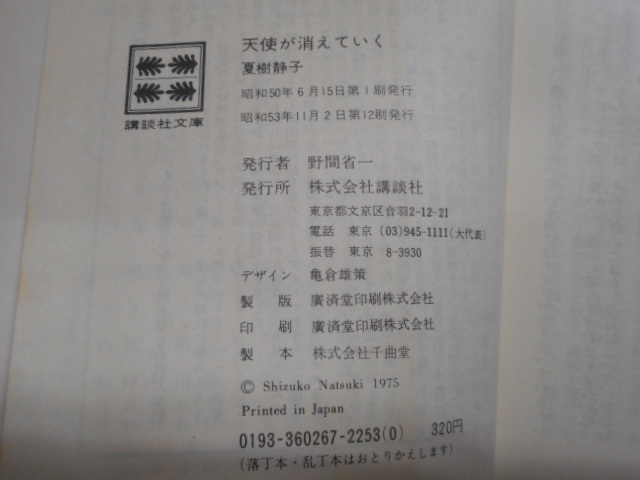 天使が消えていく
夏樹静子
昭和50年6月15日第1刷発行
昭和53年11月2日第12刷発行
講談社文庫
発行者 野間省一
発行所 株式会社講談社
東京都文京区音羽2-12-21
電話 東京 (03)945-1111(大代表)
振替 東京 8-3930
デザイン 亀倉雄策
製版 廣済堂印刷株式会社
印刷 廣済堂印刷株式会社
製本 株式会社千曲堂
© Shizuko Natsuki 1975
Printed in Japan
0193-360267-2253(0) 320円
(落丁本・乱丁本はおとりかえします)